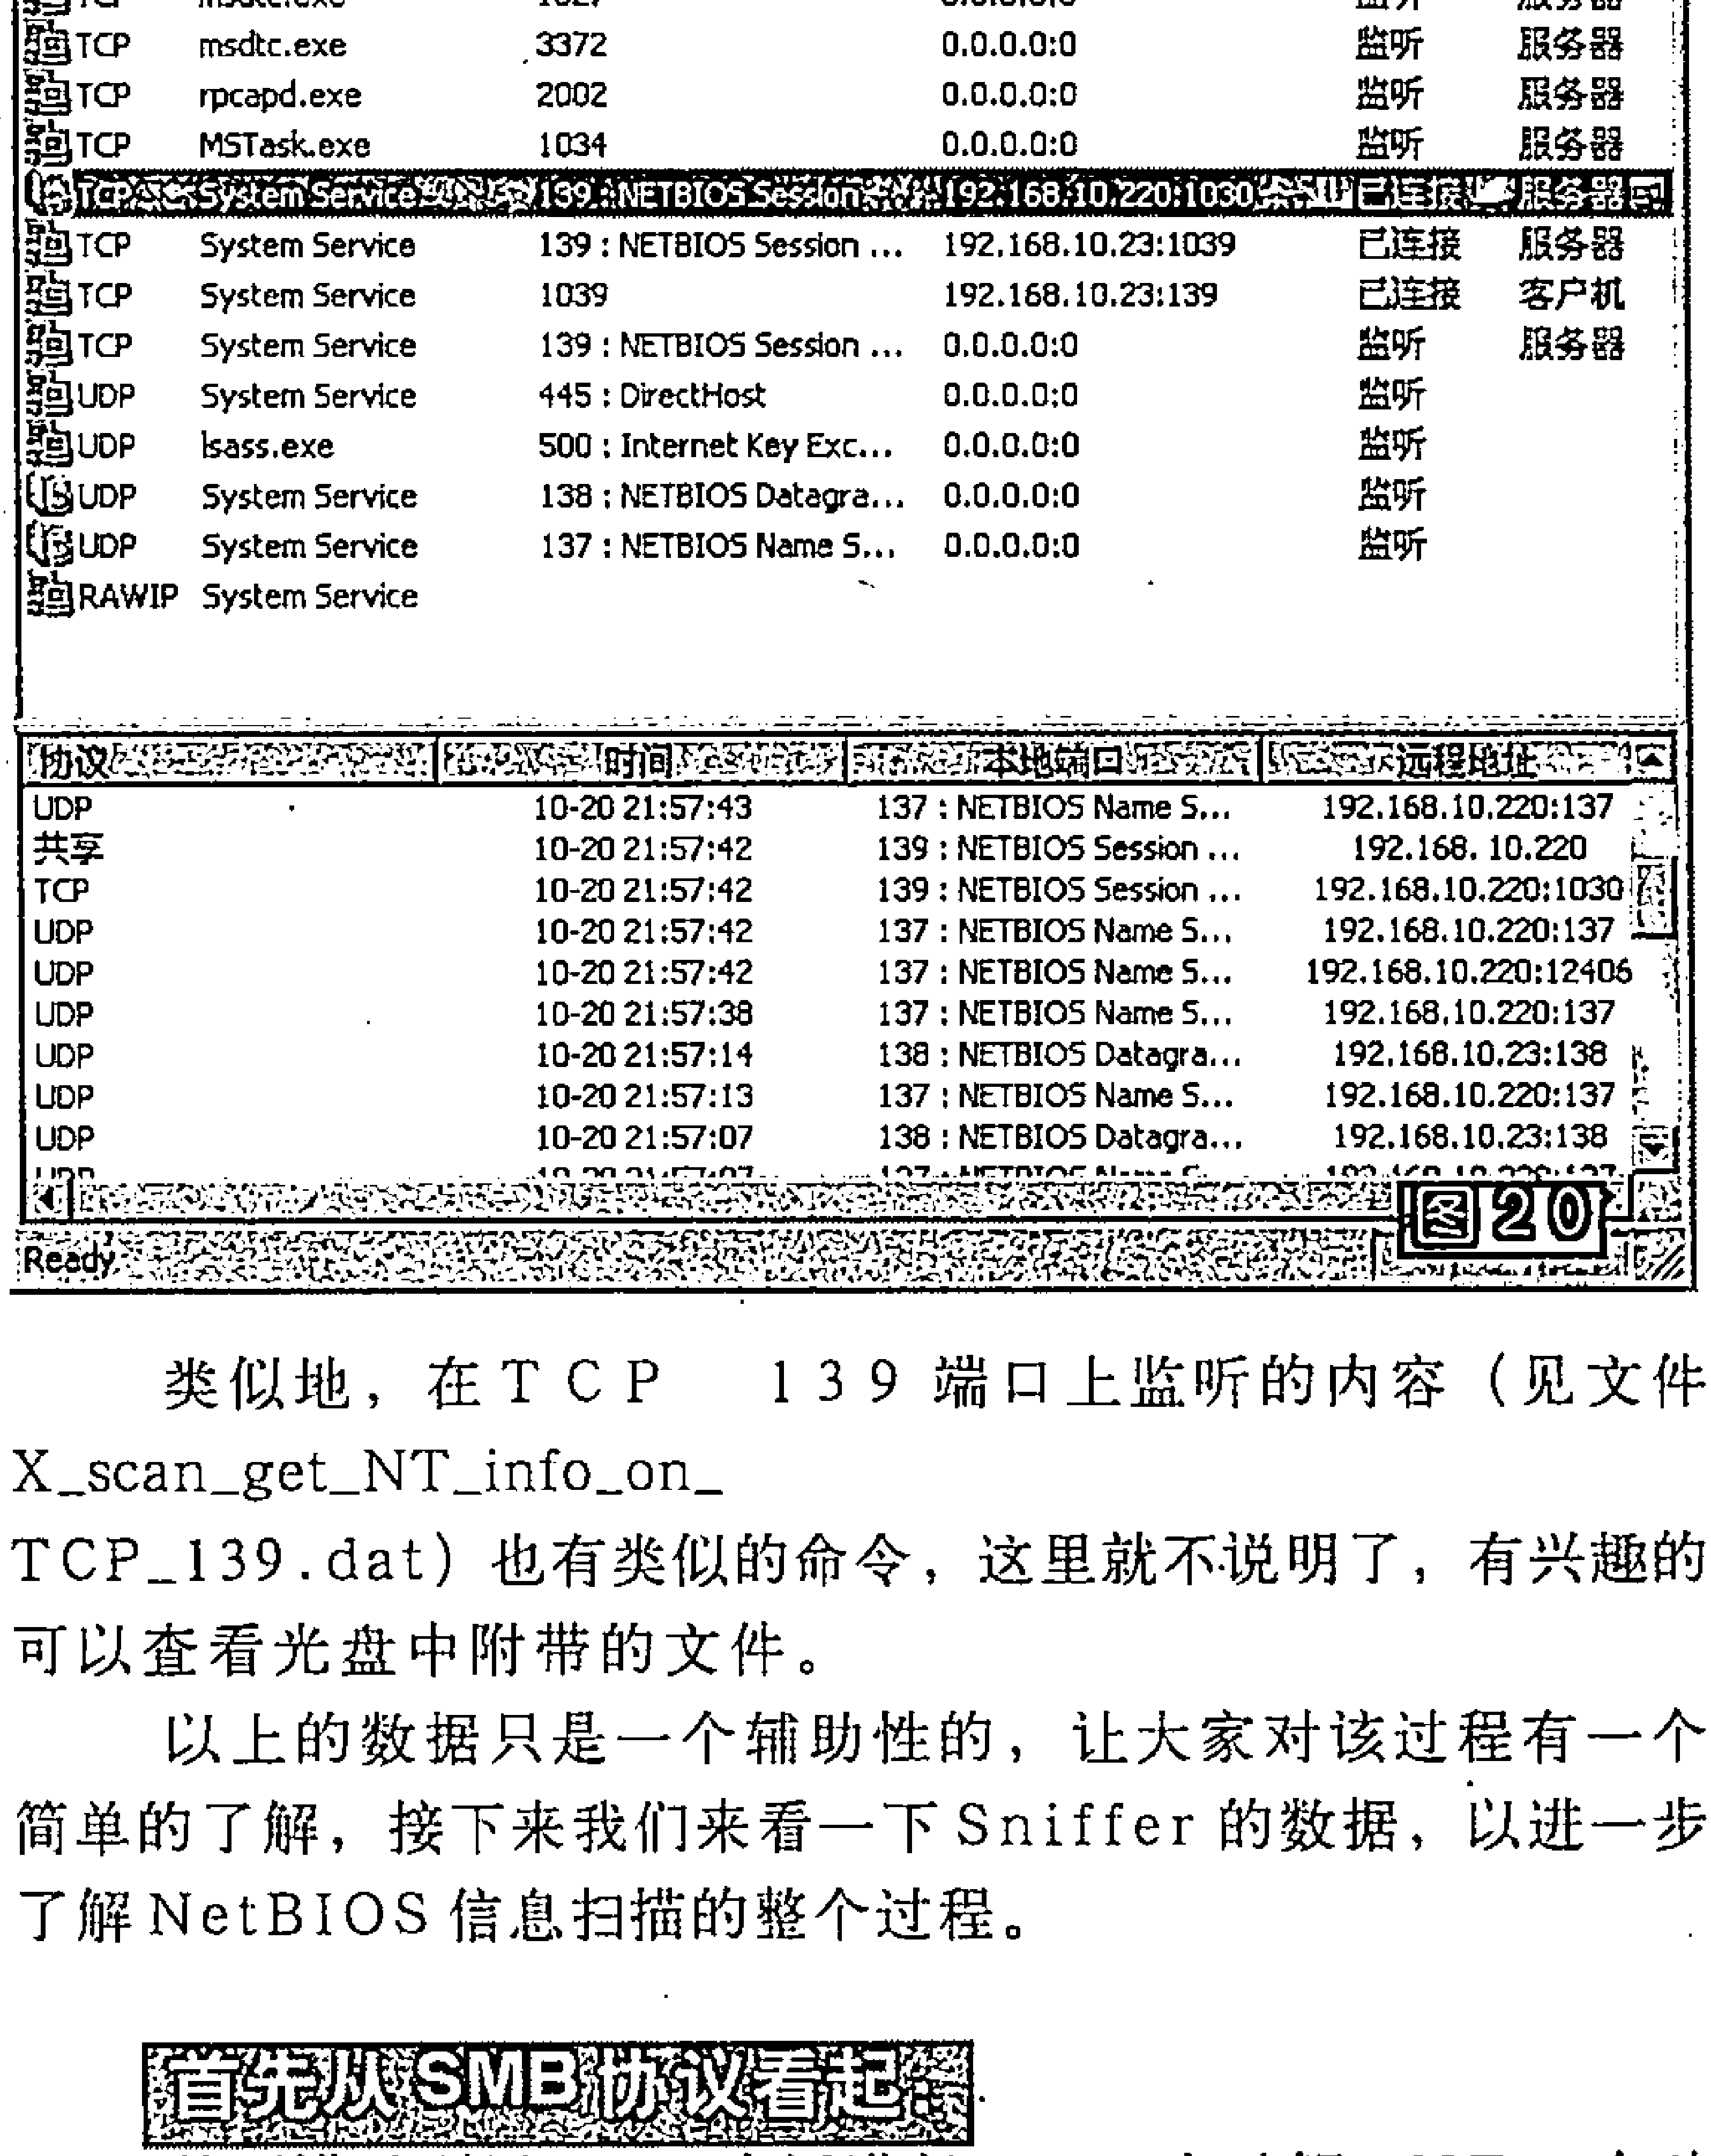 TCP msdtc.exe 3372 0.0.0.0:0 监听 服务器
TCP rpcapd.exe 2002 0.0.0.0:0 监听 服务器
TCP MSTask.exe 1034 0.0.0.0:0 监听 服务器
TCP System Service 139 : NETBIOS Session 192.168.10.220:1030 已连接 服务器
TCP System Service 139 : NETBIOS Session ... 192.168.10.23:1039 已连接 服务器
TCP System Service 1039 192.168.10.23:139 已连接 客户机
TCP System Service 139 : NETBIOS Session ... 0.0.0.0:0 监听 服务器
UDP System Service 445 : DirectHost 0.0.0.0:0 监听
UDP lsass.exe 500 : Internet Key Exc... 0.0.0.0:0 监听
UDP System Service 138 : NETBIOS Datagra... 0.0.0.0:0 监听
UDP System Service 137 : NETBIOS Name S... 0.0.0.0:0 监听
RAWIP System Service
协议 时间 本地端口 远程地址
UDP 10-20 21:57:43 137 : NETBIOS Name S... 192.168.10.220:137
共享 10-20 21:57:42 139 : NETBIOS Session ... 192.168. 10.220
TCP 10-20 21:57:42 139 : NETBIOS Session ... 192.168.10.220:1030
UDP 10-20 21:57:42 137 : NETBIOS Name S... 192.168.10.220:137
UDP 10-20 21:57:42 137 : NETBIOS Name S... 192.168.10.220:12406
UDP 10-20 21:57:38 137 : NETBIOS Name S... 192.168.10.220:137
UDP 10-20 21:57:14 138 : NETBIOS Datagra... 192.168.10.23:138
UDP 10-20 21:57:13 137 : NETBIOS Name S... 192.168.10.220:137
UDP 10-20 21:57:07 138 : NETBIOS Datagra... 192.168.10.23:138
图20
Ready
类似地，在TCP 139端口上监听的内容（见文件
X_scan_get_NT_info_on_
TCP_139.dat）也有类似的命令，这里就不说明了，有兴趣的
可以查看光盘中附带的文件。
以上的数据只是一个辅助性的，让大家对该过程有一个
简单的了解，接下来我们来看一下Sniffer的数据，以进一步
了解NetBIOS信息扫描的整个过程。
首先从SMB协议看起